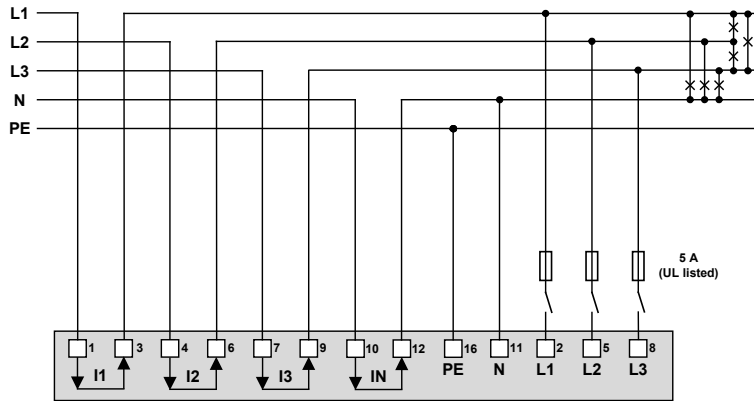 L1
L2
L3
N
PE
5 A
(UL listed)
1 3 4 6 7 9 10 12 16 11 2 5 8
I1 I2 I3 IN PE N L1 L2 L3